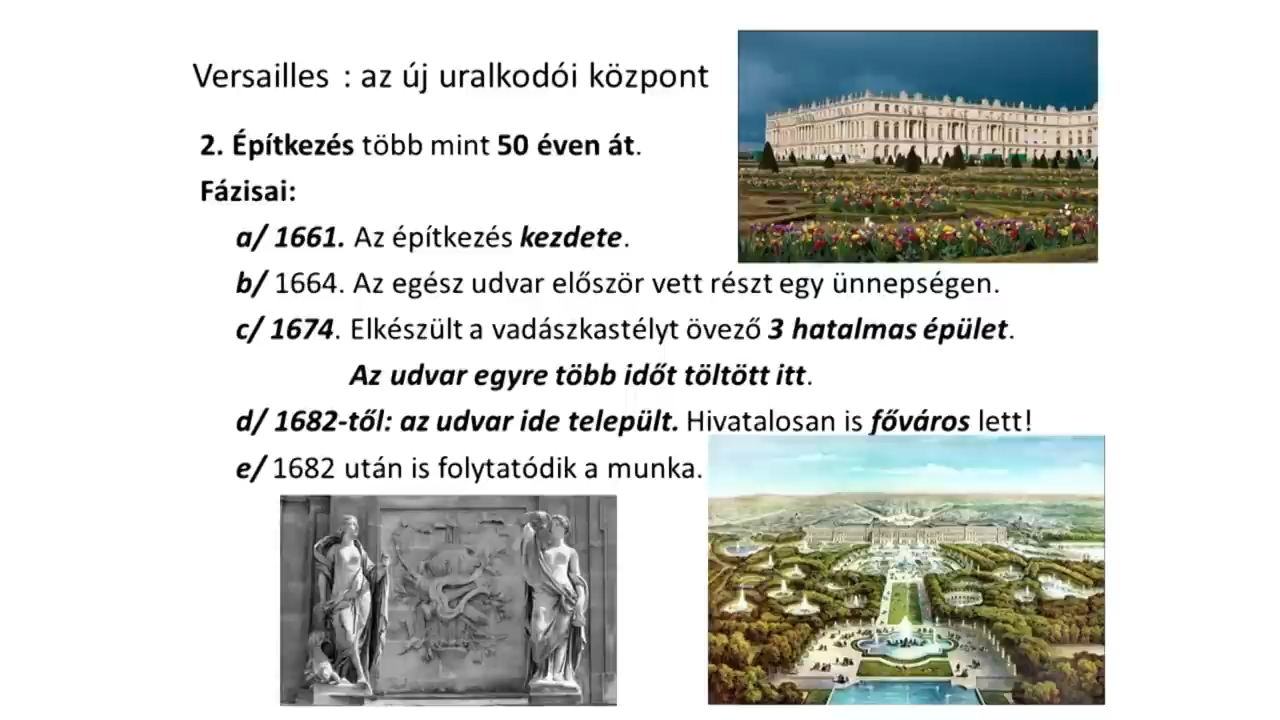 Versailles : az új uralkodói központ
2. Építkezés több mint 50 éven át.
Fázisai:
a/ 1661. Az építkezés kezdete.
b/ 1664. Az egész udvar először vett részt egy ünnepségen.
c/ 1674. Elkészült a vadászkastélyt övező 3 hatalmas épület.
Az udvar egyre több időt töltött itt.
d/ 1682-től: az udvar ide települt. Hivatalosan is főváros lett!
e/ 1682 után is folytatódik a munka.